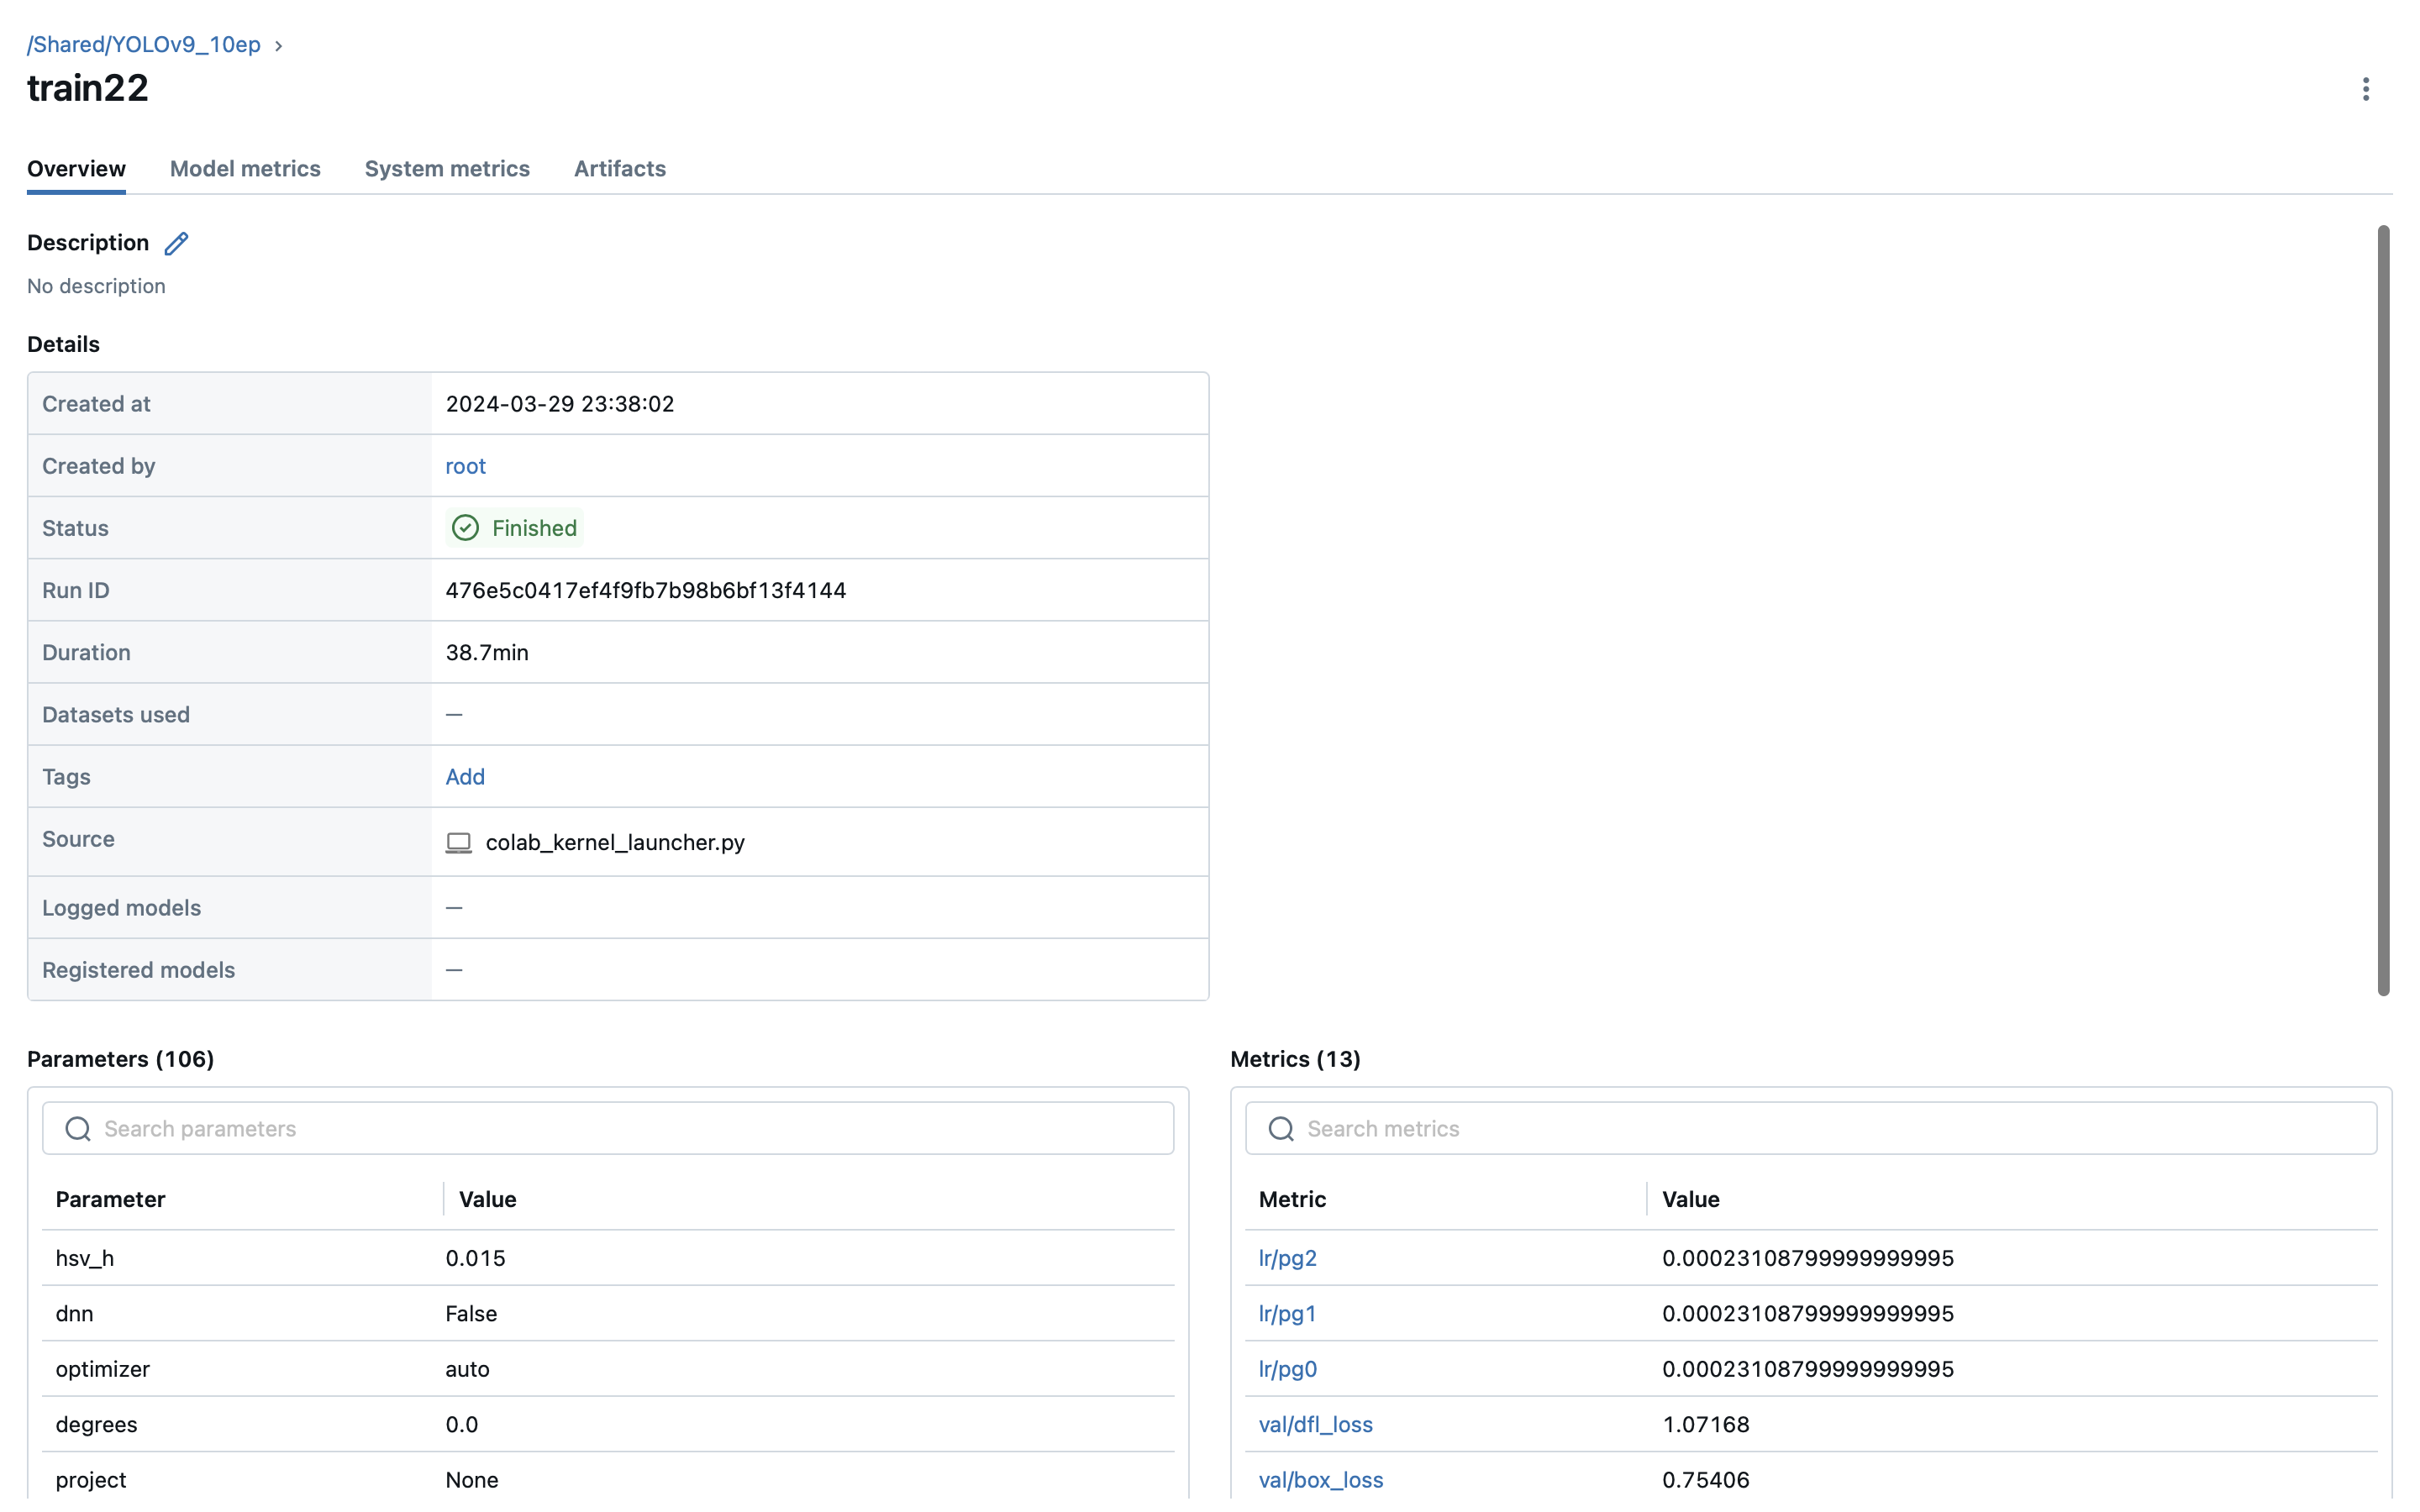 /Shared/YOLOv9_10ep ›
train22
Overview Model metrics System metrics Artifacts
Description
No description
Details
Created at 2024-03-29 23:38:02
Created by root
Status Finished
Run ID 476e5c0417ef4f9fb7b98b6bf13f4144
Duration 38.7min
Datasets used —
Tags Add
Source colab_kernel_launcher.py
Logged models —
Registered models —
Parameters (106)
Search parameters
Parameter Value
hsv_h 0.015
dnn False
optimizer auto
degrees 0.0
project None
Metrics (13)
Search metrics
Metric Value
lr/pg2 0.00023108799999999995
lr/pg1 0.00023108799999999995
lr/pg0 0.00023108799999999995
val/dfl_loss 1.07168
val/box_loss 0.75406